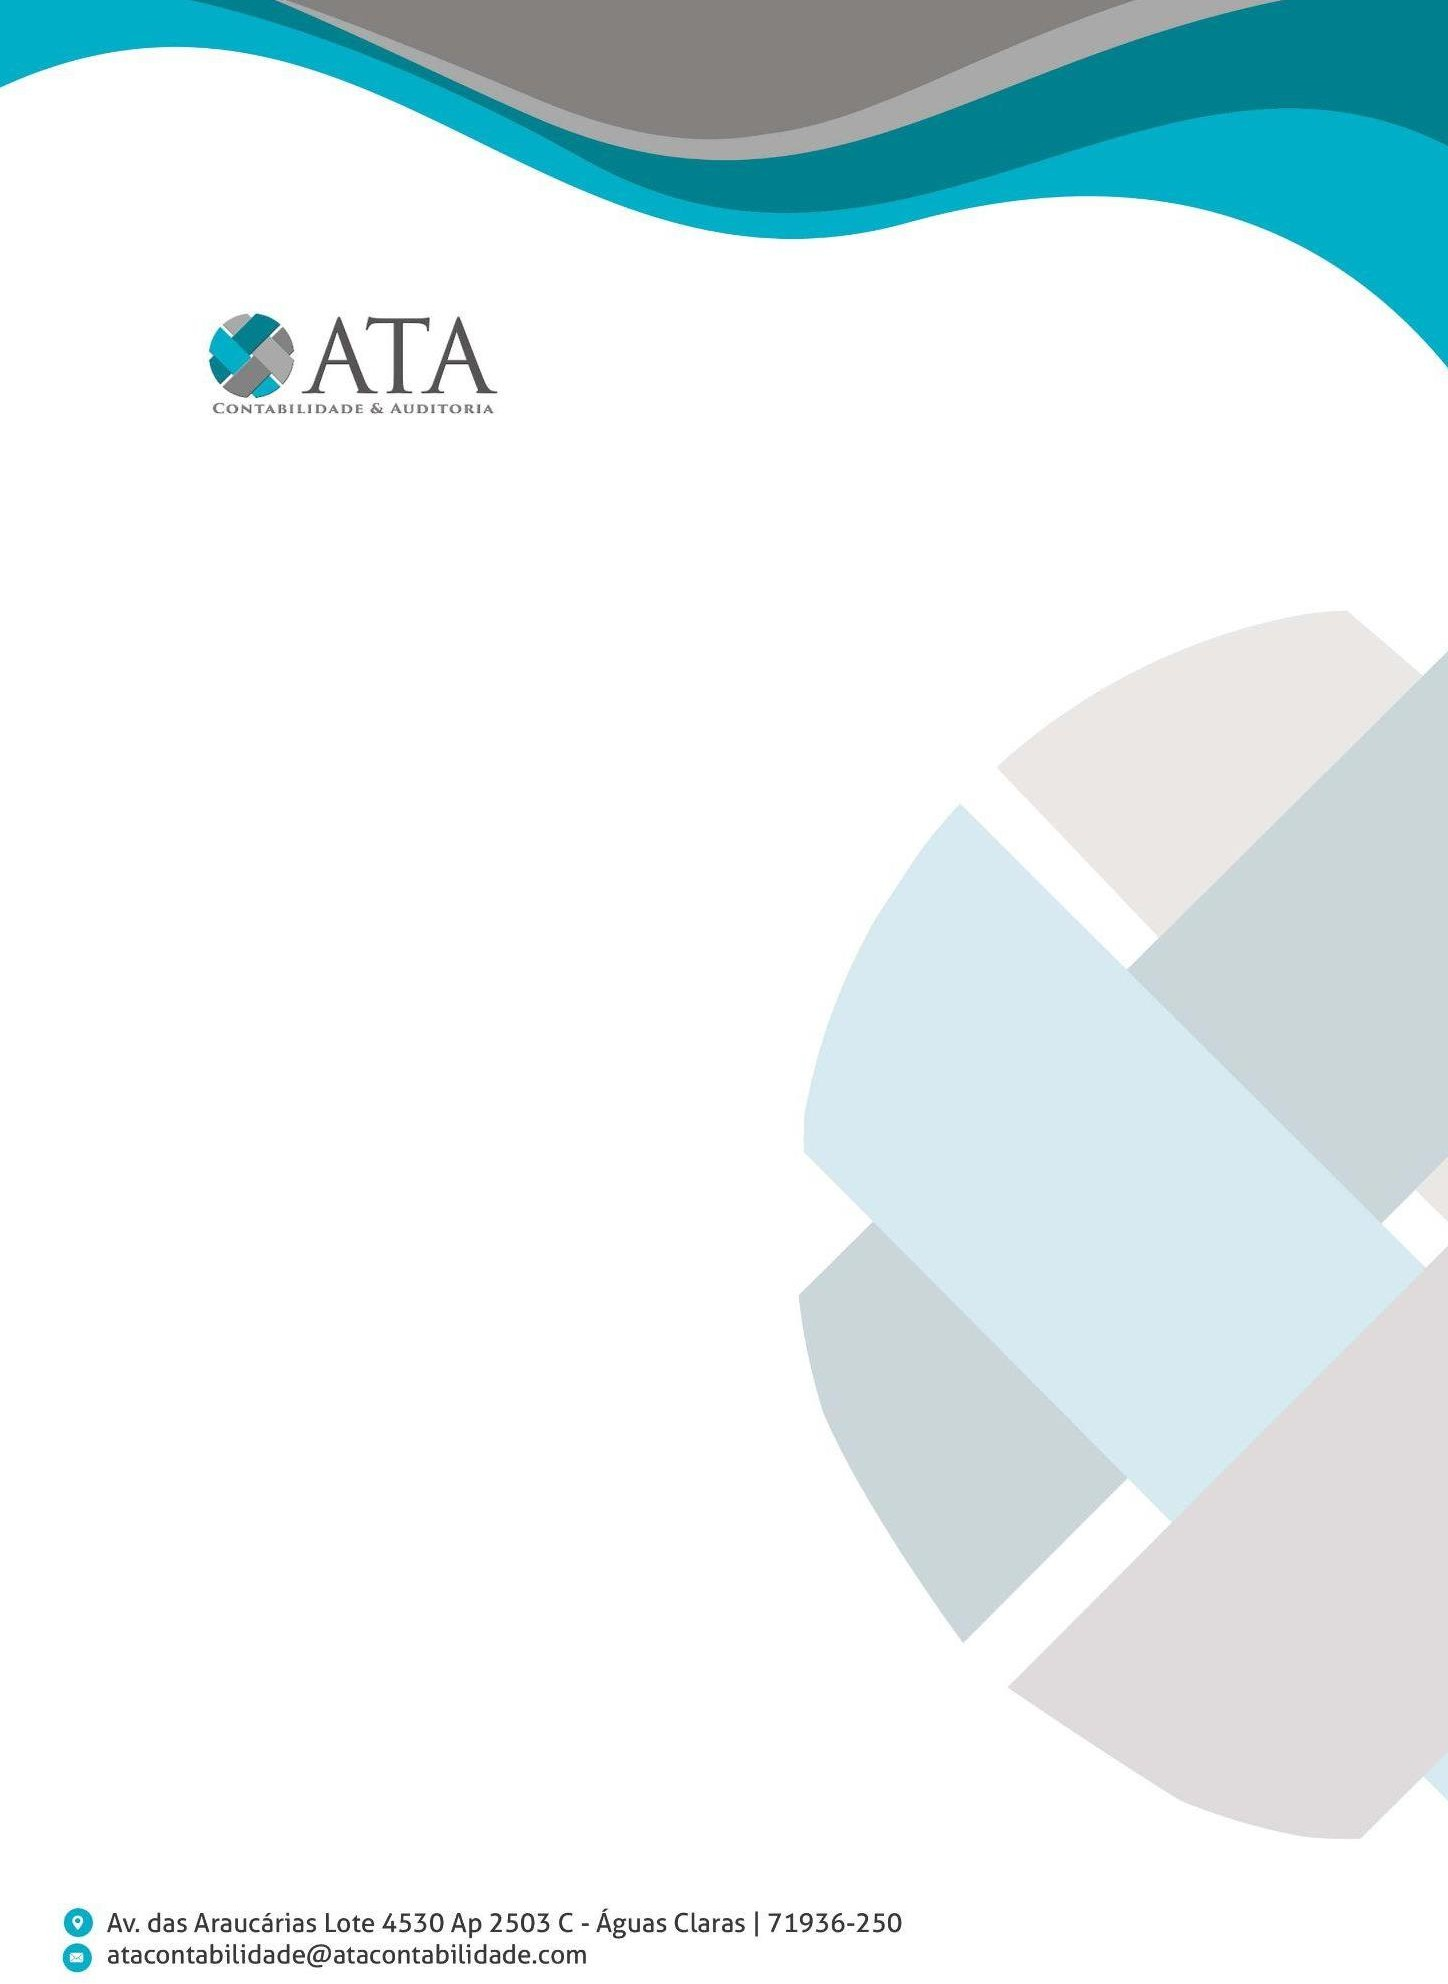 ATA
CONTABILIDADE & AUDITORIA
Av. das Araucárias Lote 4530 Ap 2503 C - Águas Claras | 71936-250
atacontabilidade@atacontabilidade.com